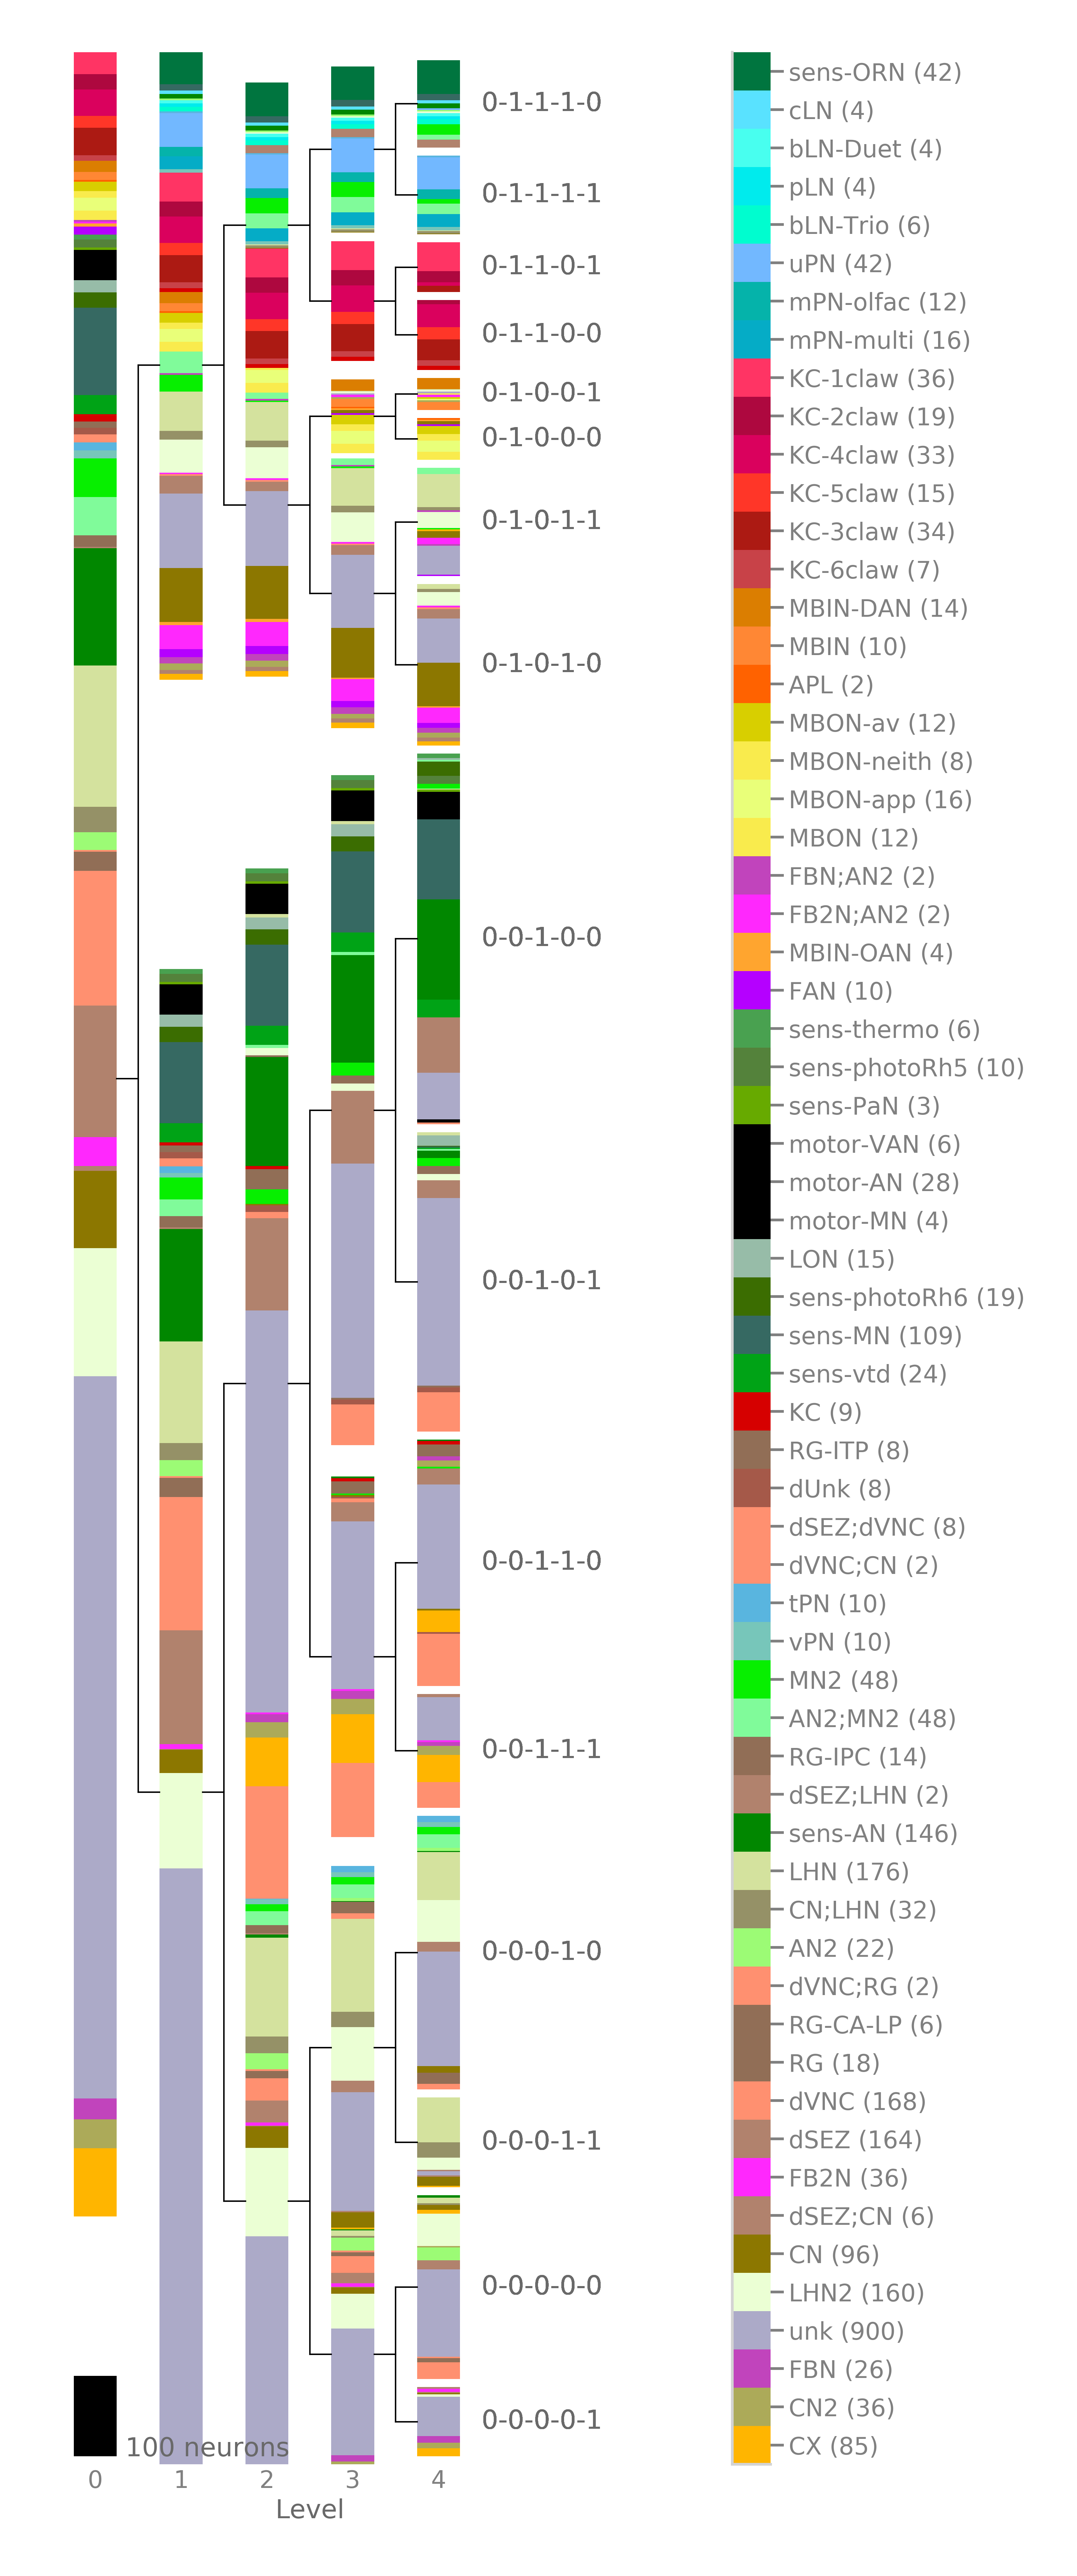 0-1-1-1-0
0-1-1-1-1
0-1-1-0-1
0-1-1-0-0
0-1-0-0-1
0-1-0-0-0
0-1-0-1-1
0-1-0-1-0
0-0-1-0-0
0-0-1-0-1
0-0-1-1-0
0-0-1-1-1
0-0-0-1-0
0-0-0-1-1
0-0-0-0-0
0-0-0-0-1
100 neurons
0 1 2 3 4
Level
sens-ORN (42)
cLN (4)
bLN-Duet (4)
pLN (4)
bLN-Trio (6)
uPN (42)
mPN-olfac (12)
mPN-multi (16)
KC-1claw (36)
KC-2claw (19)
KC-4claw (33)
KC-5claw (15)
KC-3claw (34)
KC-6claw (7)
MBIN-DAN (14)
MBIN (10)
APL (2)
MBON-av (12)
MBON-neith (8)
MBON-app (16)
MBON (12)
FBN;AN2 (2)
FB2N;AN2 (2)
MBIN-OAN (4)
FAN (10)
sens-thermo (6)
sens-photoRh5 (10)
sens-PaN (3)
motor-VAN (6)
motor-AN (28)
motor-MN (4)
LON (15)
sens-photoRh6 (19)
sens-MN (109)
sens-vtd (24)
KC (9)
RG-ITP (8)
dUnk (8)
dSEZ;dVNC (8)
dVNC;CN (2)
tPN (10)
vPN (10)
MN2 (48)
AN2;MN2 (48)
RG-IPC (14)
dSEZ;LHN (2)
sens-AN (146)
LHN (176)
CN;LHN (32)
AN2 (22)
dVNC;RG (2)
RG-CA-LP (6)
RG (18)
dVNC (168)
dSEZ (164)
FB2N (36)
dSEZ;CN (6)
CN (96)
LHN2 (160)
unk (900)
FBN (26)
CN2 (36)
CX (85)